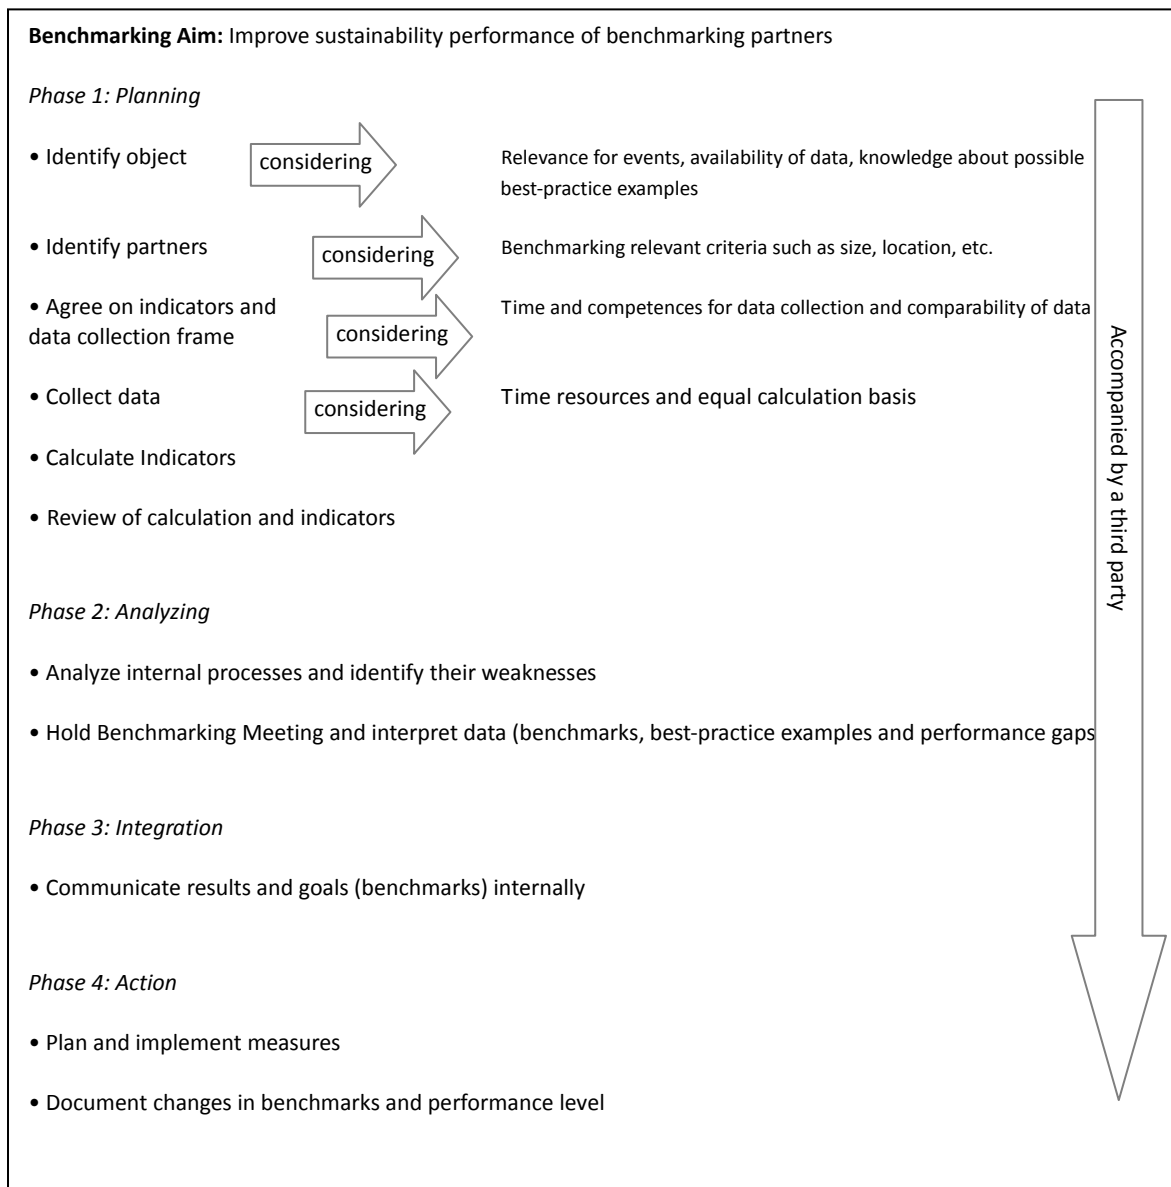 Benchmarking Aim: Improve sustainability performance of benchmarking partners
Phase 1: Planning
• Identify object
considering
Relevance for events, availability of data, knowledge about possible
best-practice examples
• Identify partners
considering
Benchmarking relevant criteria such as size, location, etc.
• Agree on indicators and
data collection frame
considering
Time and competences for data collection and comparability of data
• Collect data
considering
Time resources and equal calculation basis
• Calculate Indicators
• Review of calculation and indicators
Phase 2: Analyzing
• Analyze internal processes and identify their weaknesses
• Hold Benchmarking Meeting and interpret data (benchmarks, best-practice examples and performance gaps
Phase 3: Integration
• Communicate results and goals (benchmarks) internally
Phase 4: Action
• Plan and implement measures
• Document changes in benchmarks and performance level
Accompanied by a third party